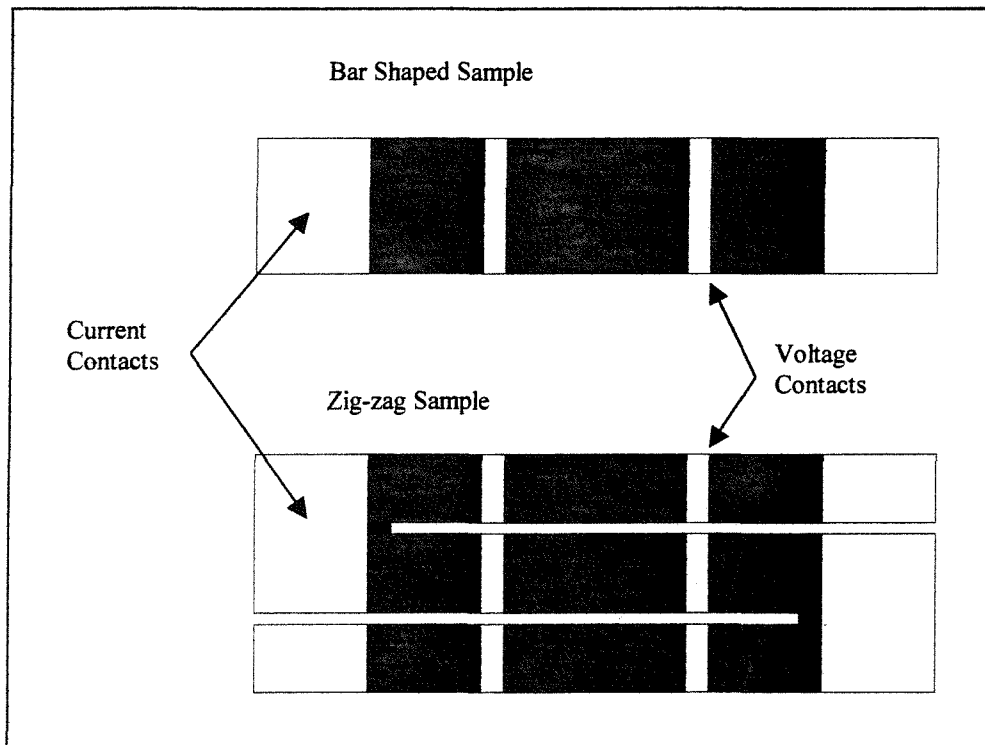 Bar Shaped Sample
Current
Contacts
Voltage
Contacts
Zig-zag Sample